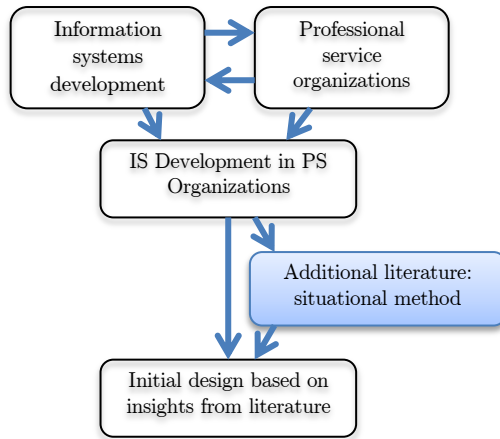 Information
systems
development
Professional
service
organizations
IS Development in PS
Organizations
Additional literature:
situational method
Initial design based on
insights from literature